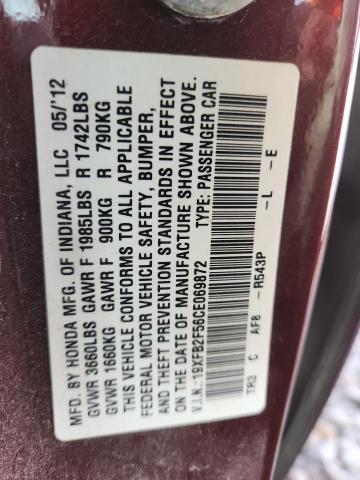 MFD. BY HONDA MFG. OF INDIANA, LLC 05/'12
GVWR 3660LBS GAWR F 1985LBS R 1742LBS
GVWR 1660KG GAWR F 900KG R 790KG
THIS VEHICLE CONFORMS TO ALL APPLICABLE
FEDERAL MOTOR VEHICLE SAFETY, BUMPER,
AND THEFT PREVENTION STANDARDS IN EFFECT
ON THE DATE OF MANUFACTURE SHOWN ABOVE.
V.I.N.: 19XFB2F56CE069872 TYPE: PASSENGER CAR
TR3 C AF8 -R543P -L -E